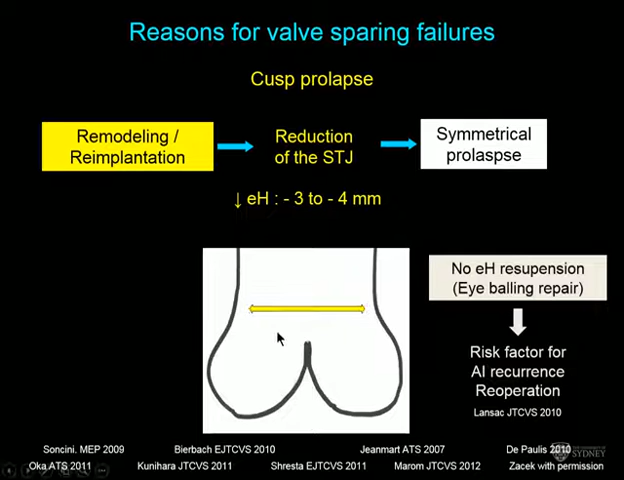 Reasons for valve sparing failures
Cusp prolapse
Remodeling /
Reimplantation
Reduction
of the STJ
Symmetrical
prolaspse
↓ eH : - 3 to - 4 mm
No eH resupension
(Eye balling repair)
Risk factor for
AI recurrence
Reoperation
Lansac JTCVS 2010
Soncini. MEP 2009
Bierbach EJTCVS 2010
Jeanmart ATS 2007
De Paulis 2010
SYDNEY
Oka ATS 2011
Kunihara JTCVS 2011
Shresta EJTCVS 2011
Marom JTCVS 2012
Zacek with permission